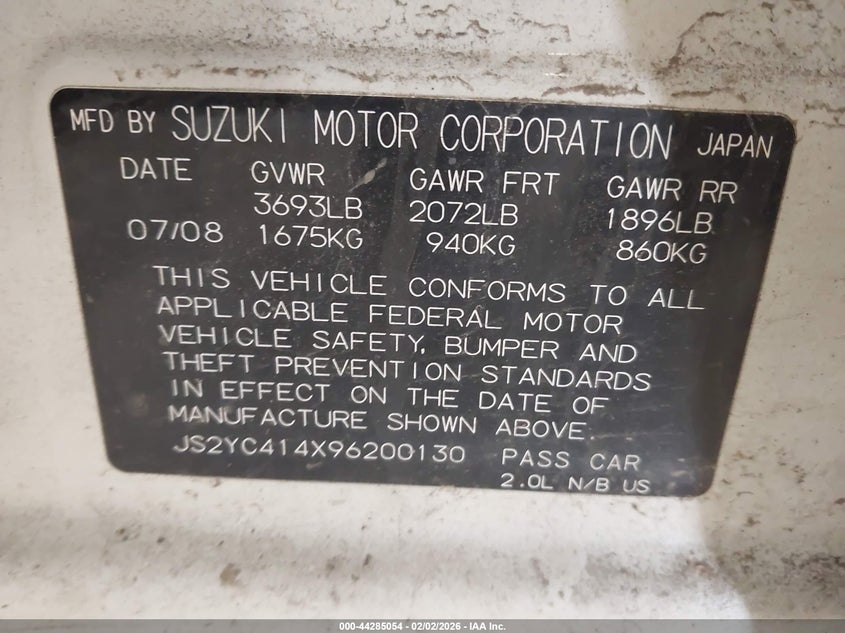 MFD BY SUZUKI MOTOR CORPORATION JAPAN
DATE GVWR GAWR FRT GAWR RR
3693LB 2072LB 1896LB
07/08 1675KG 940KG 860KG
THIS VEHICLE CONFORMS TO ALL
APPLICABLE FEDERAL MOTOR
VEHICLE SAFETY, BUMPER AND
THEFT PREVENTION STANDARDS
IN EFFECT ON THE DATE OF
MANUFACTURE SHOWN ABOVE.
JS2YC414X96200130 PASS CAR
2.0L N/B US
000-44285054 - 02/02/2026 - IAA Inc.